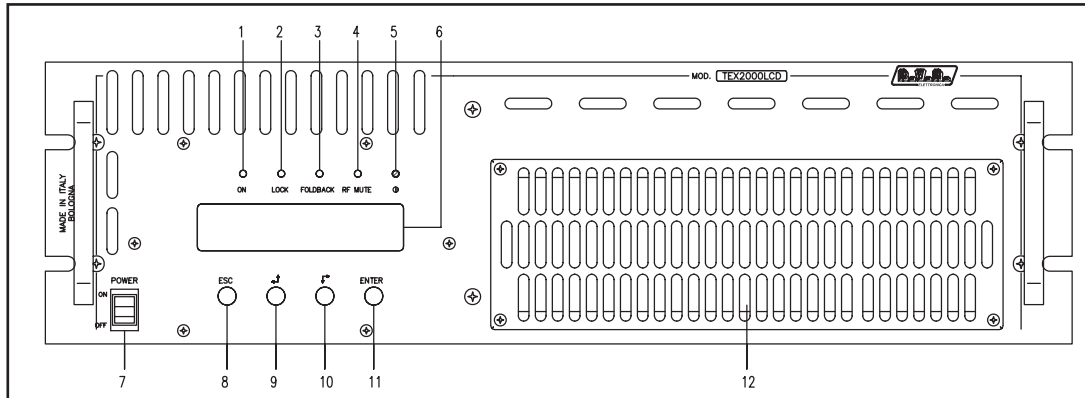 1 2 3 4 5 6
MOD. TEX2000LCD
R.V.R.
ELETTRONICA
ON LOCK FOLDBACK RF MUTE
MADE IN ITALY
BOLOGNA
POWER ESC ENTER
ON
OFF
7 8 9 10 11 12